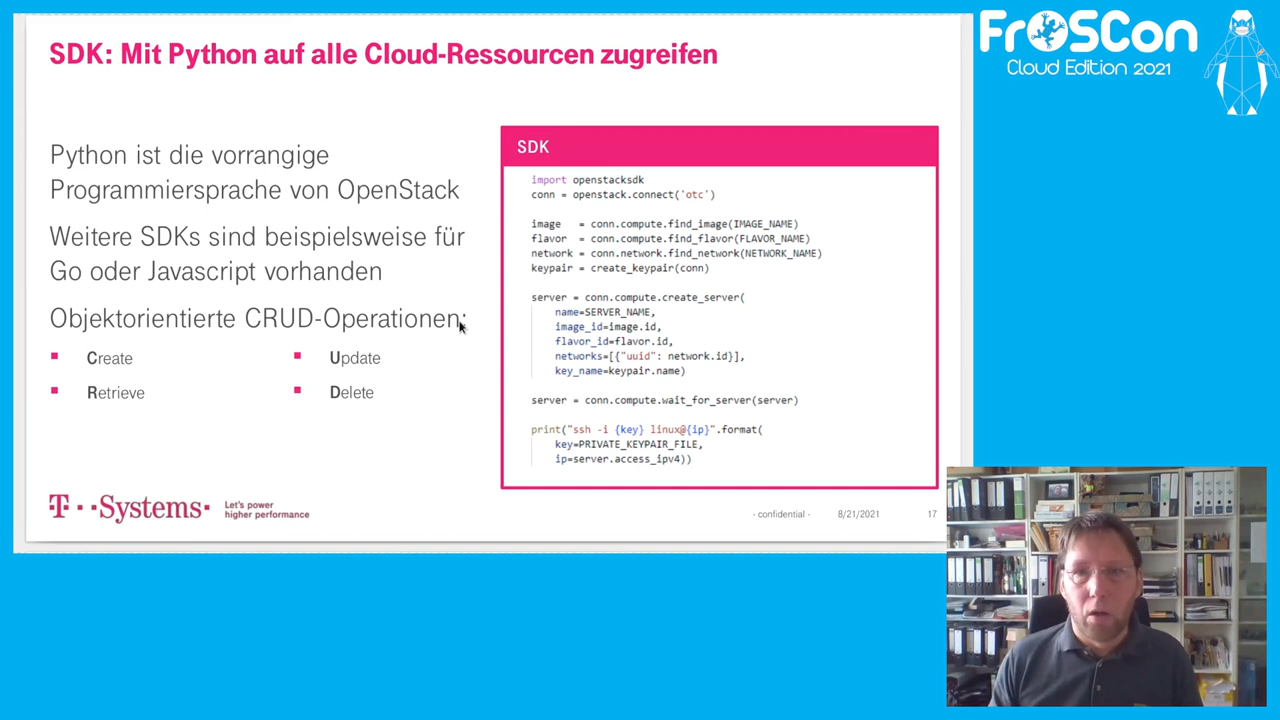 SDK: Mit Python auf alle Cloud-Ressourcen zugreifen
FrOSCon
Cloud Edition 2021
Python ist die vorrangige
Programmiersprache von OpenStack
Weitere SDKs sind beispielsweise für
Go oder Javascript vorhanden
Objektorientierte CRUD-Operationen:
Create
Update
Retrieve
Delete
SDK
import openstacksdk
conn = openstack.connect('otc')
image = conn.compute.find_image(IMAGE_NAME)
flavor = conn.compute.find_flavor(FLAVOR_NAME)
network = conn.network.find_network(NETWORK_NAME)
keypair = create_keypair(conn)
server = conn.compute.create_server(
name=SERVER_NAME,
image_id=image.id,
flavor_id=flavor.id,
networks=[{"uuid": network.id}],
key_name=keypair.name)
server = conn.compute.wait_for_server(server)
print("ssh -i {key} linux@{ip}".format(
key=PRIVATE_KEYPAIR_FILE,
ip=server.access_ipv4))
T · · Systems ·
Let's power
higher performance
- confidential -
8/21/2021
17